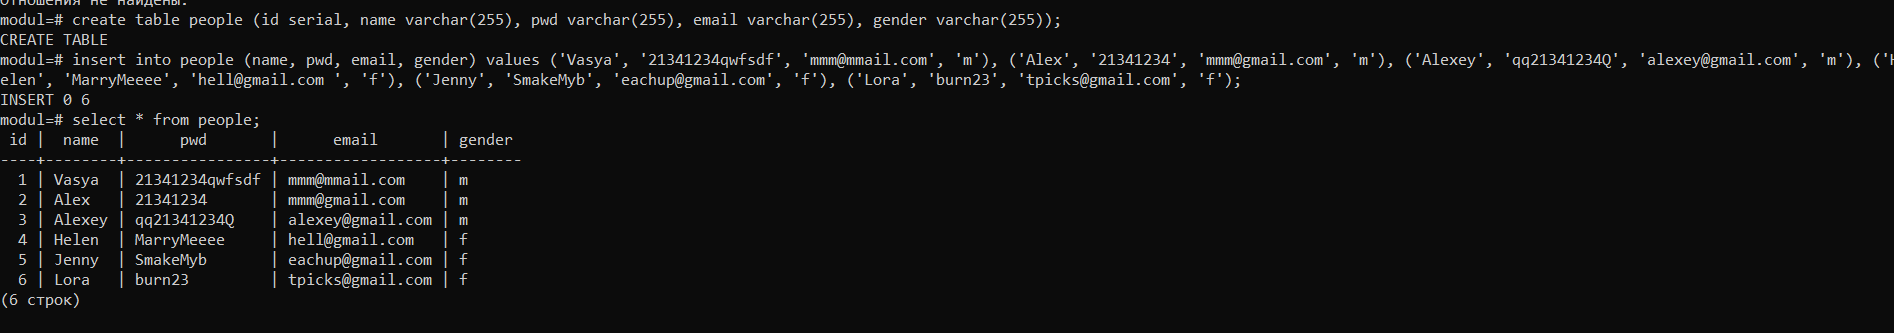 Отношения не найдены.
modul=# create table people (id serial, name varchar(255), pwd varchar(255), email varchar(255), gender varchar(255));
CREATE TABLE
modul=# insert into people (name, pwd, email, gender) values ('Vasya', '21341234qwfsdf', 'mmm@mmail.com', 'm'), ('Alex', '21341234', 'mmm@gmail.com', 'm'), ('Alexey', 'qq21341234Q', 'alexey@gmail.com', 'm'), ('H
elen', 'MarryMeeee', 'hell@gmail.com ', 'f'), ('Jenny', 'SmakeMyb', 'eachup@gmail.com', 'f'), ('Lora', 'burn23', 'tpicks@gmail.com', 'f');
INSERT 0 6
modul=# select * from people;
 id |  name  |      pwd       |      email       | gender
----+--------+----------------+------------------+--------
  1 | Vasya  | 21341234qwfsdf | mmm@mmail.com    | m
  2 | Alex   | 21341234       | mmm@gmail.com    | m
  3 | Alexey | qq21341234Q    | alexey@gmail.com | m
  4 | Helen  | MarryMeeee     | hell@gmail.com   | f
  5 | Jenny  | SmakeMyb       | eachup@gmail.com | f
  6 | Lora   | burn23         | tpicks@gmail.com | f
(6 строк)